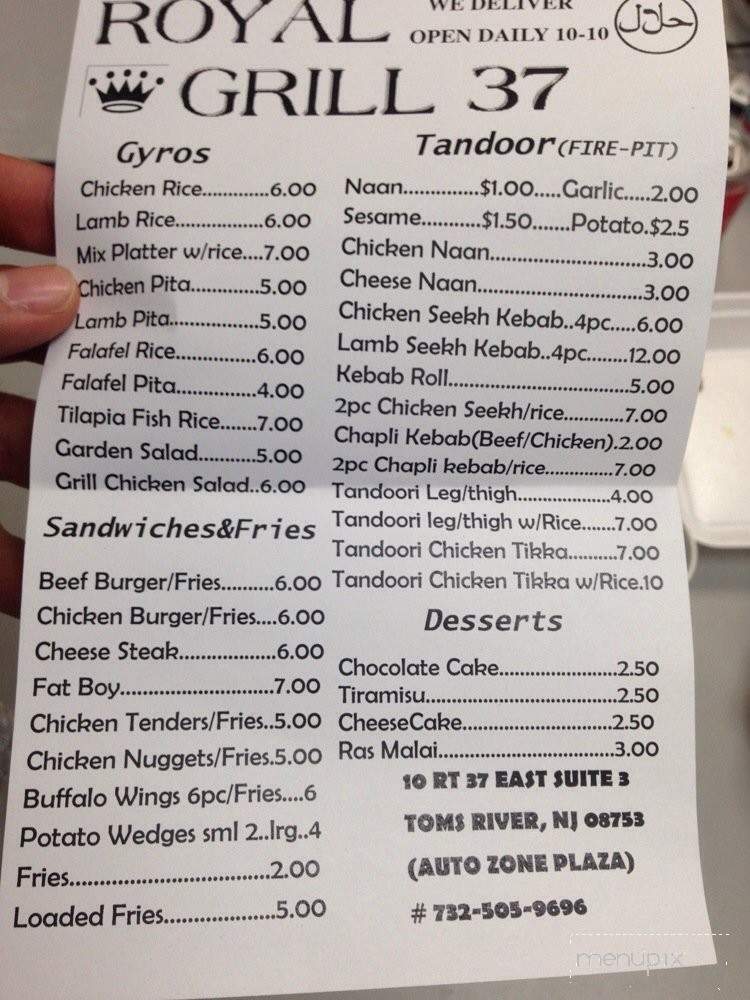 ROYAL
WE DELIVER
OPEN DAILY 10-10
حلال
GRILL 37
Gyros
Chicken Rice.............6.00
Lamb Rice.................6.00
Mix Platter w/rice....7.00
Chicken Pita.............5.00
Lamb Pita.................5.00
Falafel Rice...............6.00
Falafel Pita...............4.00
Tilapia Fish Rice.......7.00
Garden Salad...........5.00
Grill Chicken Salad..6.00
Sandwiches&Fries
Beef Burger/Fries..........6.00
Chicken Burger/Fries....6.00
Cheese Steak..................6.00
Fat Boy............................7.00
Chicken Tenders/Fries..5.00
Chicken Nuggets/Fries.5.00
Buffalo Wings 6pc/Fries....6
Potato Wedges sml 2..lrg..4
Fries....................................2.00
Loaded Fries....................5.00
Tandoor(FIRE-PIT)
Naan..............$1.00.....Garlic.....2.00
Sesame...........$1.50.......Potato.$2.5
Chicken Naan.............................3.00
Cheese Naan...............................3.00
Chicken Seekh Kebab..4pc.....6.00
Lamb Seekh Kebab..4pc........12.00
Kebab Roll....................................5.00
2pc Chicken Seekh/rice............7.00
Chapli Kebab(Beef/Chicken).2.00
2pc Chapli kebab/rice..............7.00
Tandoori Leg/thigh...................4.00
Tandoori leg/thigh w/Rice.......7.00
Tandoori Chicken Tikka..........7.00
Tandoori Chicken Tikka w/Rice.10
Desserts
Chocolate Cake.......................2.50
Tiramisu.....................................2.50
CheeseCake.............................2.50
Ras Malai...................................3.00
10 RT 37 EAST SUITE 3
TOMS RIVER, NJ 08753
(AUTO ZONE PLAZA)
# 732-505-9696
menupix